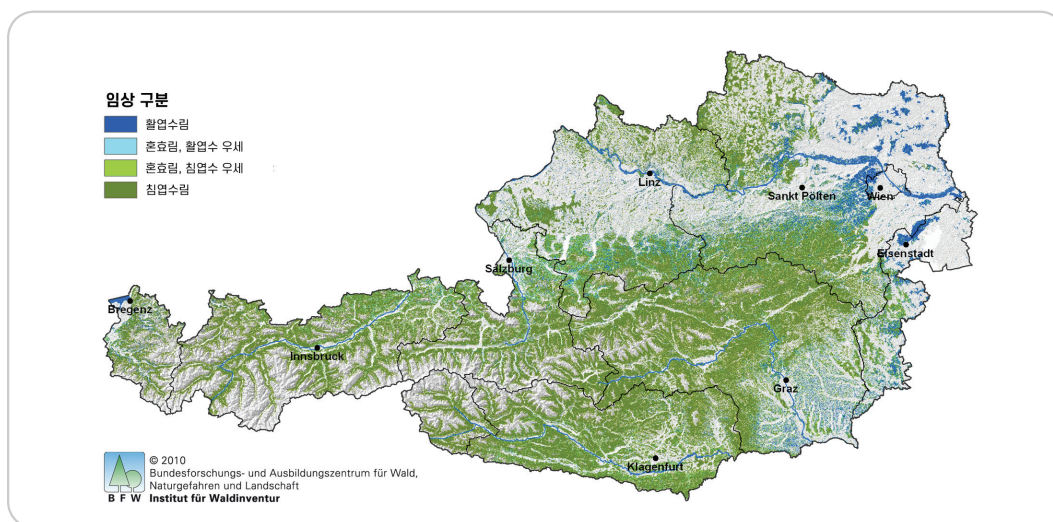 임상 구분
활엽수림
혼효림, 활엽수 우세
혼효림, 침엽수 우세
침엽수림
Linz
Sankt Pölten
Wien
Eisenstadt
Salzburg
Bregenz
Innsbruck
Graz
Klagenfurt
© 2010
Bundesforschungs- und Ausbildungszentrum für Wald,
Naturgefahren und Landschaft
BFW Institut für Waldinventur